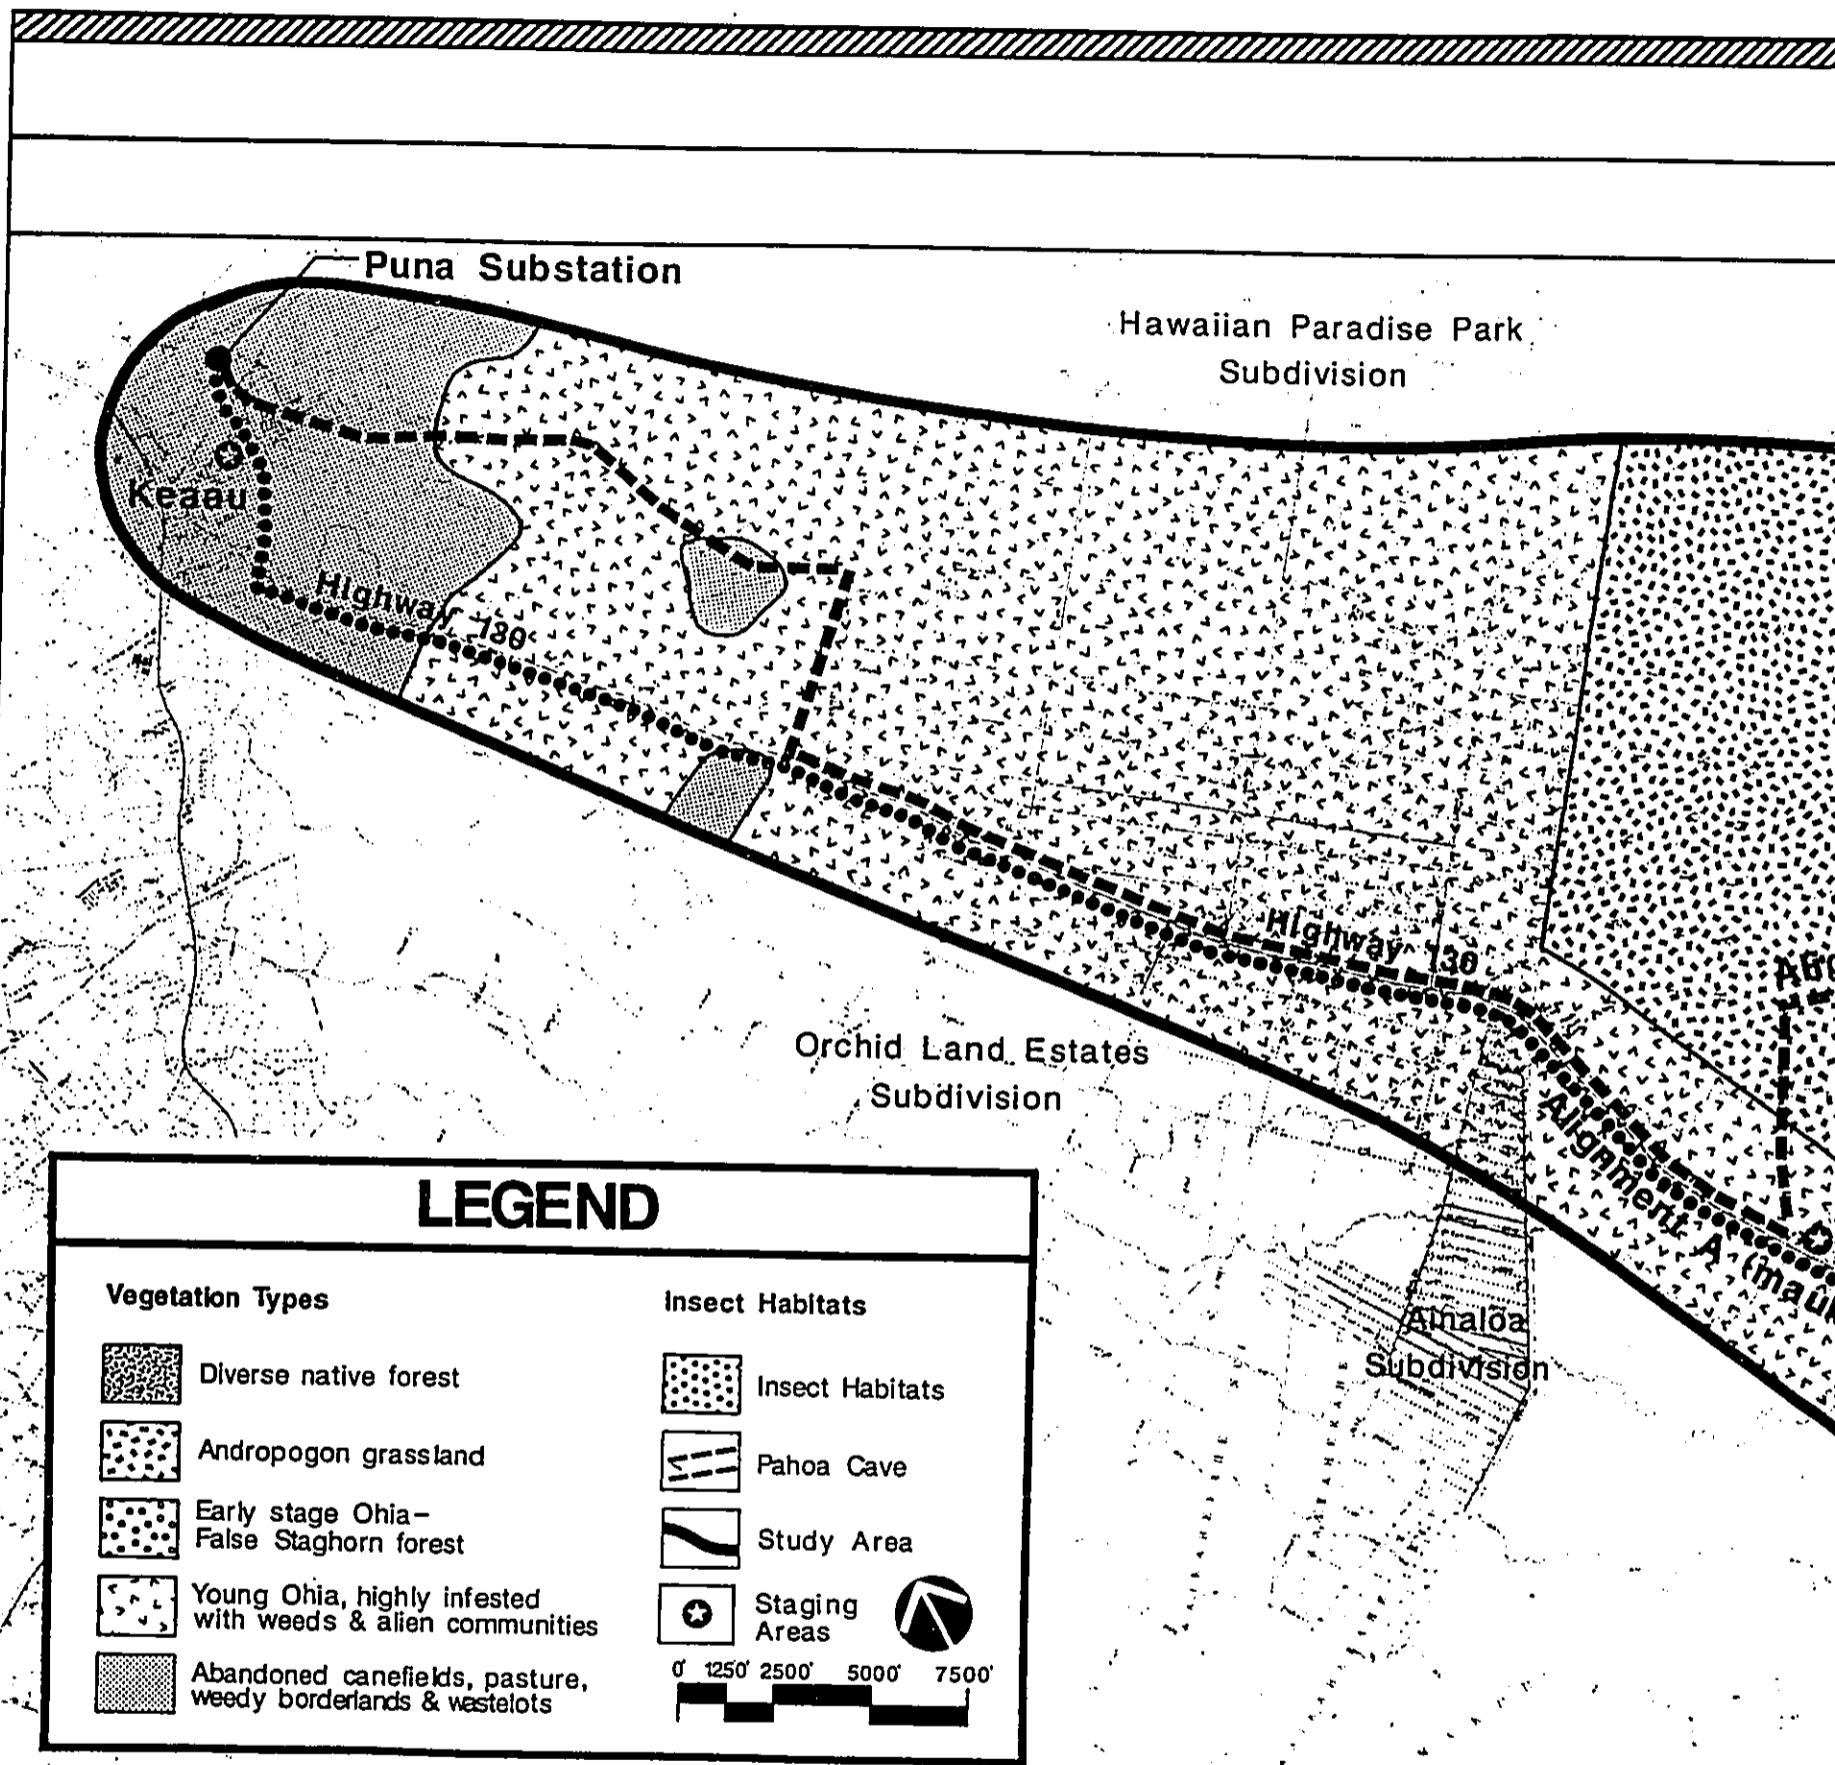 Puna Substation
Hawaiian Paradise Park
Subdivision
Keaau
Highway 130
Highway 130
Orchid Land Estates
Subdivision
Alignment A
Ainaloa
Subdivision
LEGEND
Vegetation Types
Diverse native forest
Andropogon grassland
Early stage Ohia-
False Staghorn forest
Young Ohia, highly infested
with weeds & alien communities
Abandoned canefields, pasture,
weedy borderlands & wastelots
Insect Habitats
Insect Habitats
Pahoa Cave
Study Area
Staging
Areas
0' 1250' 2500' 5000' 7500'